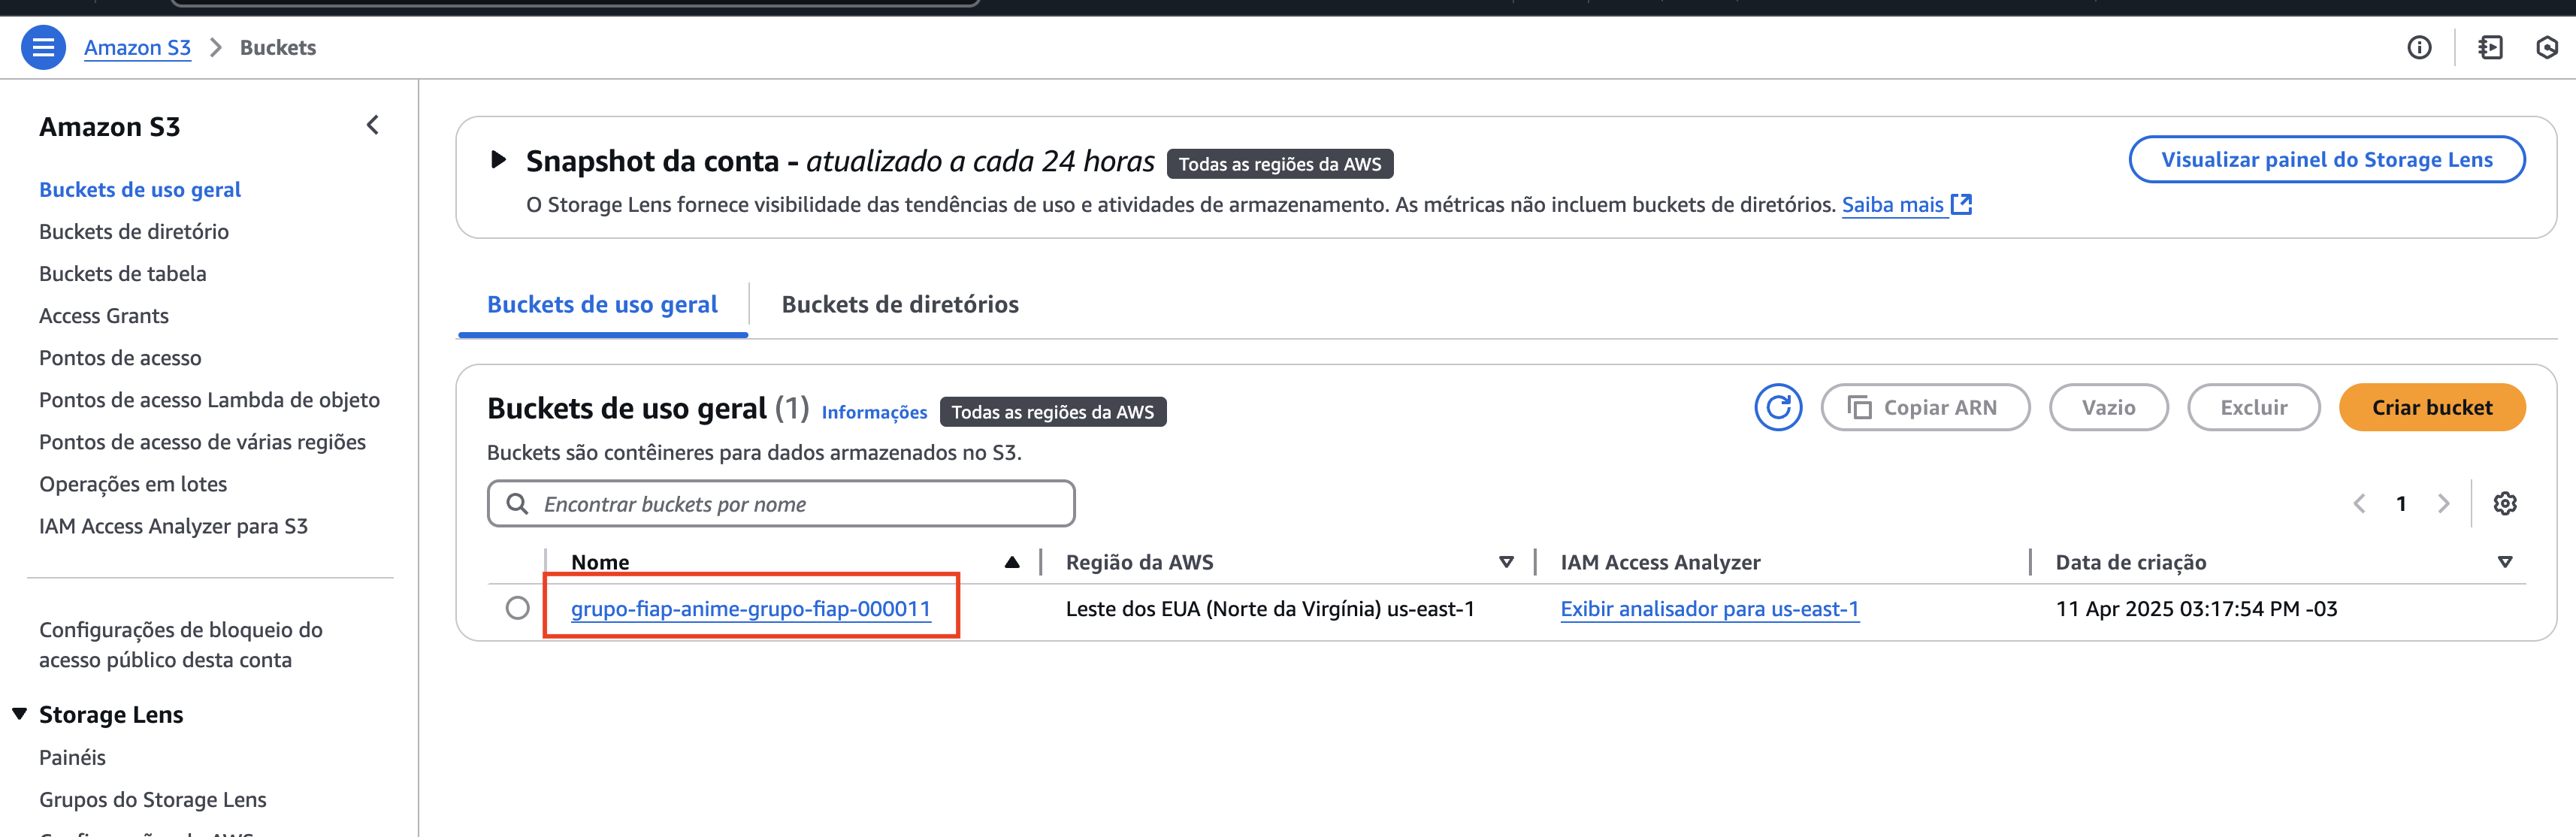 Amazon S3 > Buckets
Amazon S3
Buckets de uso geral
Buckets de diretório
Buckets de tabela
Access Grants
Pontos de acesso
Pontos de acesso Lambda de objeto
Pontos de acesso de várias regiões
Operações em lotes
IAM Access Analyzer para S3
Configurações de bloqueio do
acesso público desta conta
Storage Lens
Painéis
Grupos do Storage Lens
Snapshot da conta - atualizado a cada 24 horas Todas as regiões da AWS
Visualizar painel do Storage Lens
O Storage Lens fornece visibilidade das tendências de uso e atividades de armazenamento. As métricas não incluem buckets de diretórios. Saiba mais
Buckets de uso geral Buckets de diretórios
Buckets de uso geral (1) Informações Todas as regiões da AWS
Copiar ARN Vazio Excluir Criar bucket
Buckets são contêineres para dados armazenados no S3.
Encontrar buckets por nome
1
Nome Região da AWS IAM Access Analyzer Data de criação
grupo-fiap-anime-grupo-fiap-000011 Leste dos EUA (Norte da Virgínia) us-east-1 Exibir analisador para us-east-1 11 Apr 2025 03:17:54 PM -03